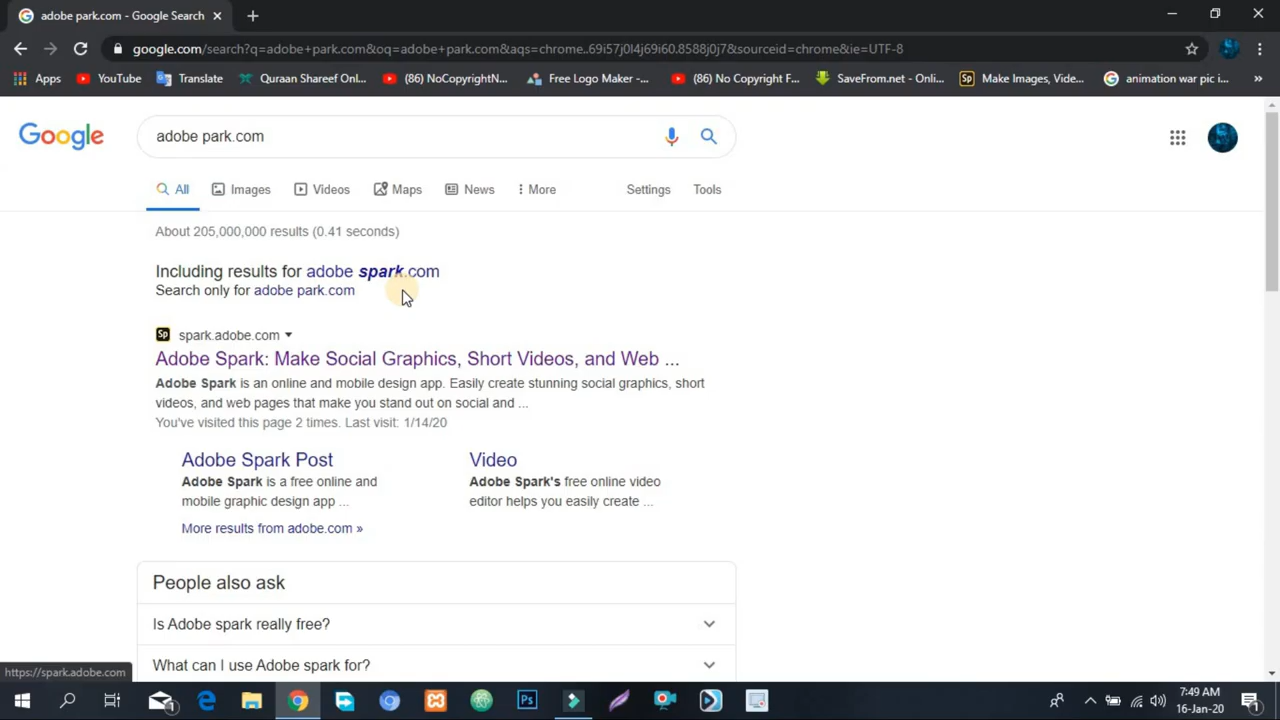 adobe park.com - Google Search
google.com/search?q=adobe+park.com&oq=adobe+park.com&aqs=chrome..69i57j0l4j69i60.8588j0j7&sourceid=chrome&ie=UTF-8
Apps YouTube Translate Quraan Shareef Onl... (86) NoCopyrightN... Free Logo Maker -... (86) No Copyright F... SaveFrom.net - Onli... Sp Make Images, Vide... animation war pic i... »
Google adobe park.com
All Images Videos Maps News More Settings Tools
About 205,000,000 results (0.41 seconds)
Including results for adobe spark.com
Search only for adobe park.com
Sp spark.adobe.com
Adobe Spark: Make Social Graphics, Short Videos, and Web ...
Adobe Spark is an online and mobile design app. Easily create stunning social graphics, short
videos, and web pages that make you stand out on social and ...
You've visited this page 2 times. Last visit: 1/14/20
Adobe Spark Post Video
Adobe Spark is a free online and Adobe Spark's free online video
mobile graphic design app ... editor helps you easily create ...
More results from adobe.com »
People also ask
Is Adobe spark really free?
What can I use Adobe spark for?
https://spark.adobe.com
Ps
7:49 AM
16-Jan-20